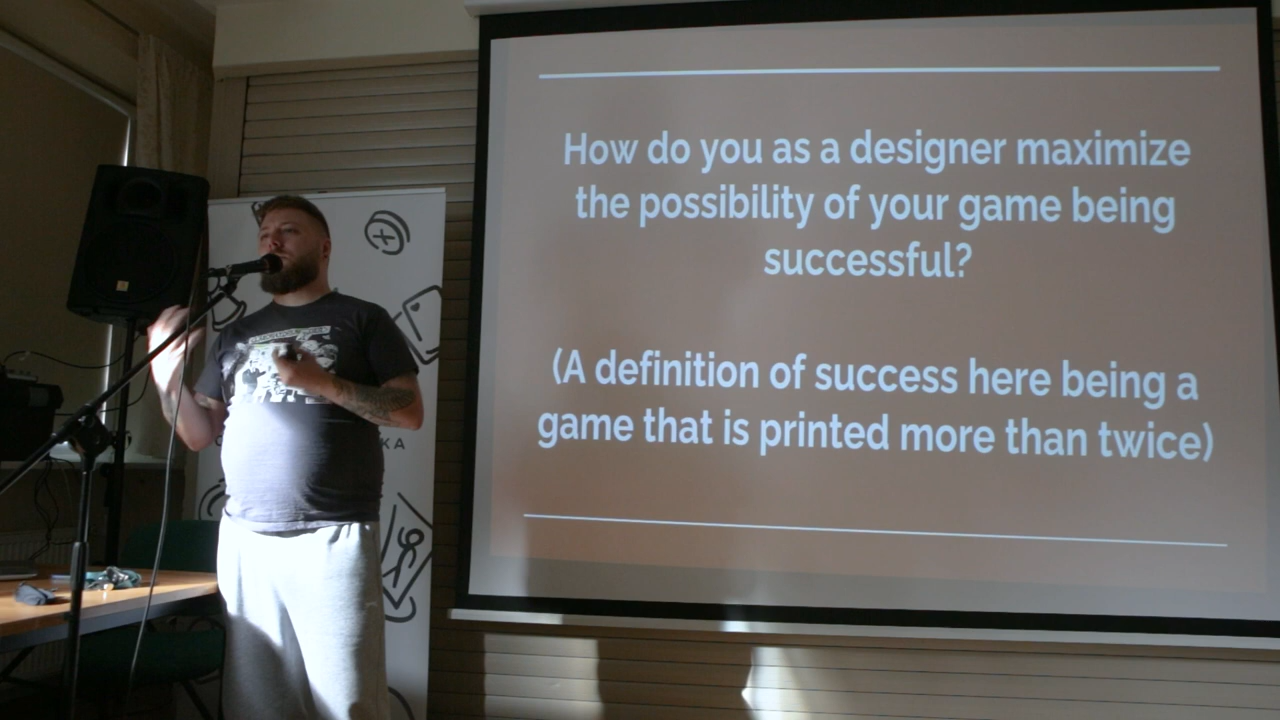 How do you as a designer maximize
the possibility of your game being
successful?
(A definition of success here being a
game that is printed more than twice)
KA